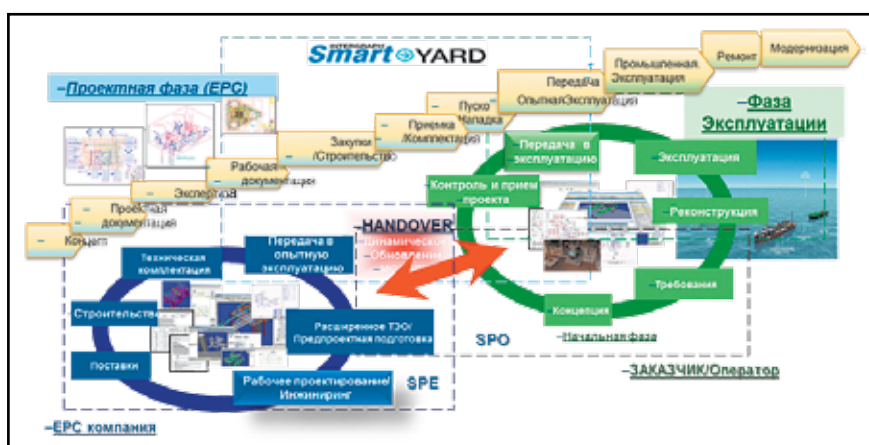 INTERGRAPH
Smart YARD
–Проектная фаза (EPC)
– Концепт
– Проектная
– документация
– Экспертиза
– Рабочая
– документация
– Закупки
/Строительство
– Приемка
/Комплектация
– Пуско
– Наладка
– Передача
– ОпытнаяЭксплуатация
Промышленная
Эксплуатация
Ремонт
Модернизация
–Фаза
Эксплуатации
Передача в
эксплуатацию
Эксплуатация
Контроль и прием
проекта
Реконструкция
Требования
Концепция
–Начальная фаза
SPO
–HANDOVER
–Динамическое
–Обновление
Техническая
комплектация
Передача в
опытную
эксплуатацию
Строительство
Расширенное ТЭО/
Предпроектная подготовка
Поставки
Рабочее проектирование/
Инжиниринг
SPE
–ЗАКАЗЧИК/Оператор
–EPC компания